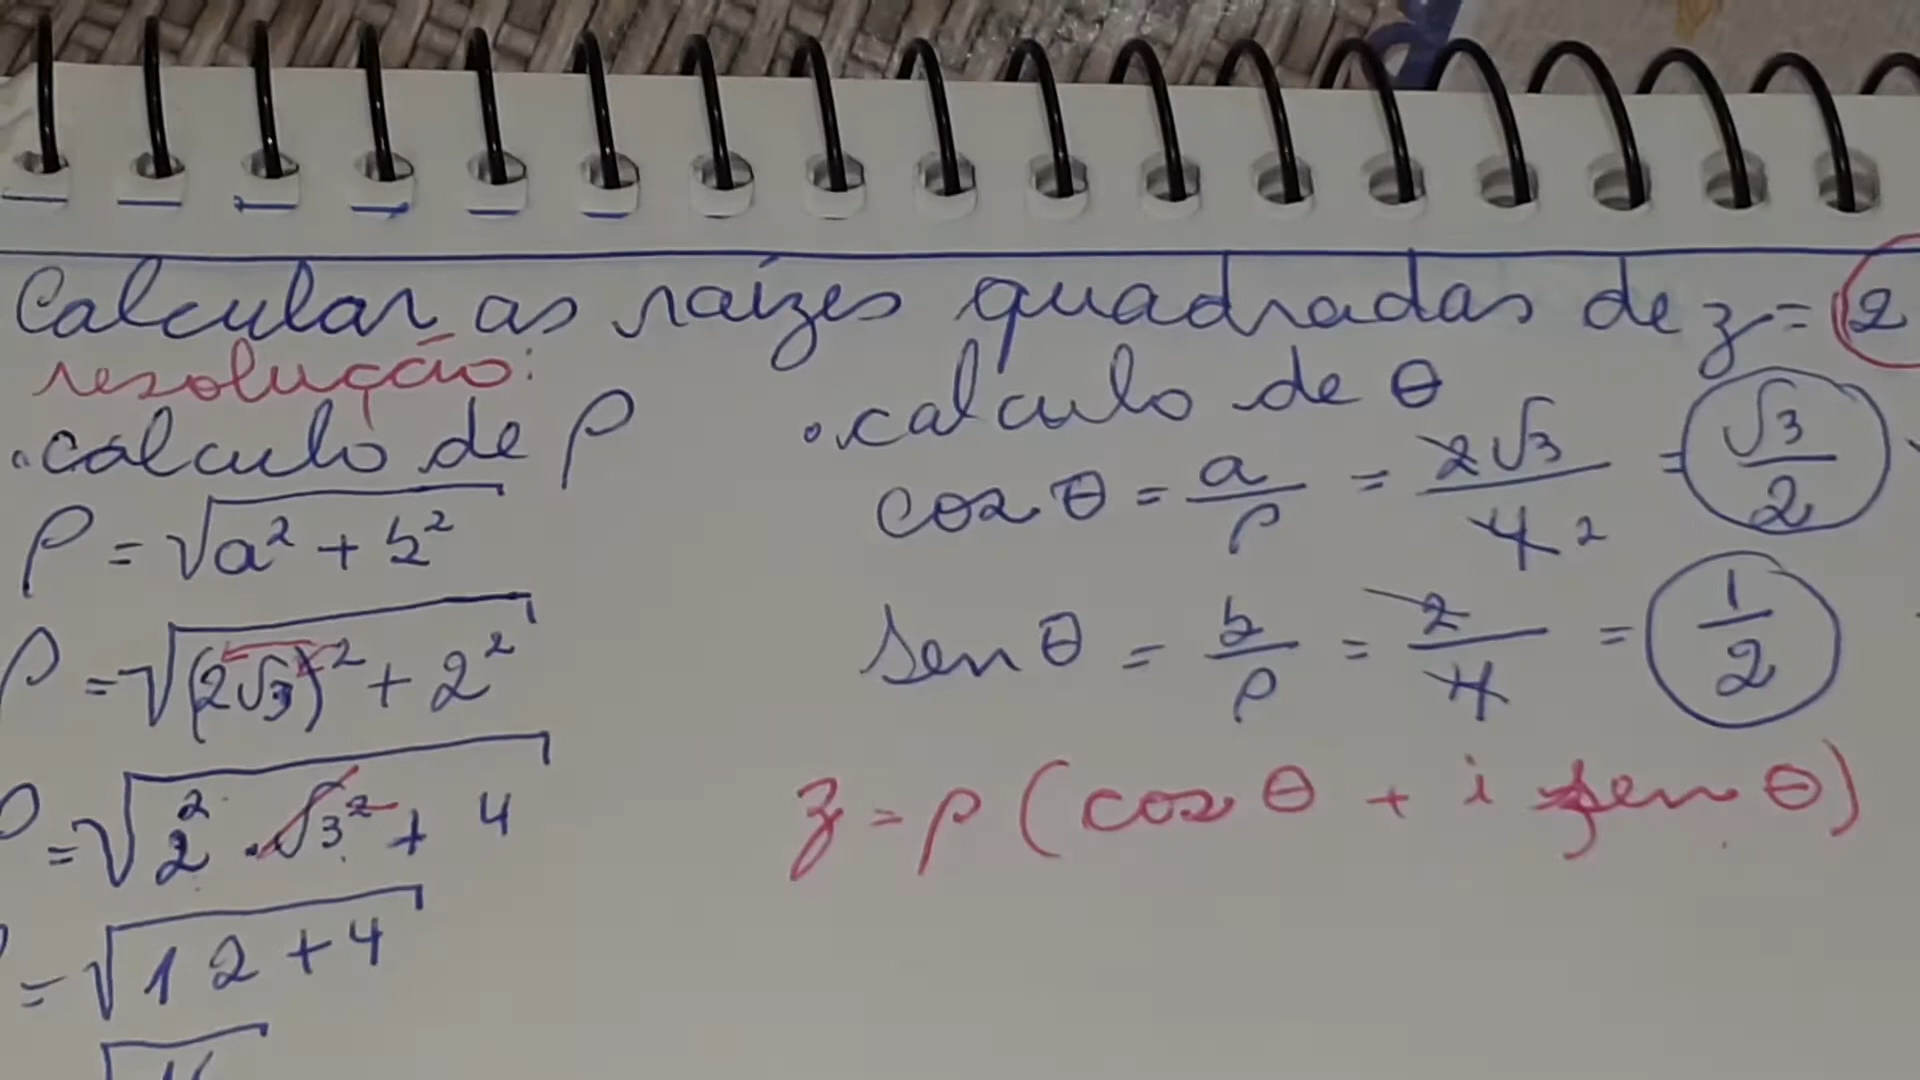 Calcular as raízes quadradas de z = 2
resolução:
• calculo de ρ
ρ = √(a² + b²)
ρ = √((2√3)² + 2²)
ρ = √(2² · √3² + 4)
= √(12 + 4)
• calculo de θ
cos θ = a/ρ = 2√3/4 2 = √3/2
sen θ = b/ρ = 2/4 = 1/2
z = ρ (cos θ + i sen θ)